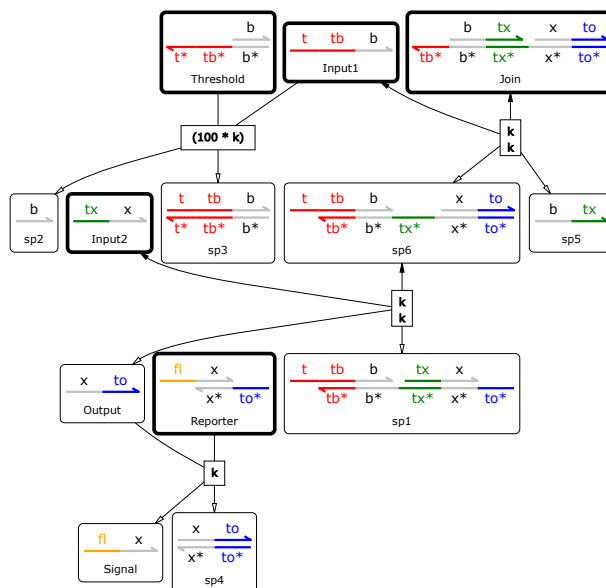 b
t* tb* b*
Threshold
t tb b
Input1
b tx x to
tb* b* tx* x* to*
Join
(100 * k)
k
k
b
sp2
tx x
Input2
t tb b
t* tb* b*
sp3
t tb b x to
tb* b* tx* x* to*
sp6
b tx
sp5
k
k
x to
Output
fl x
x* to*
Reporter
t tb b tx x
tb* b* tx* x* to*
sp1
k
fl x
Signal
x to
x* to*
sp4